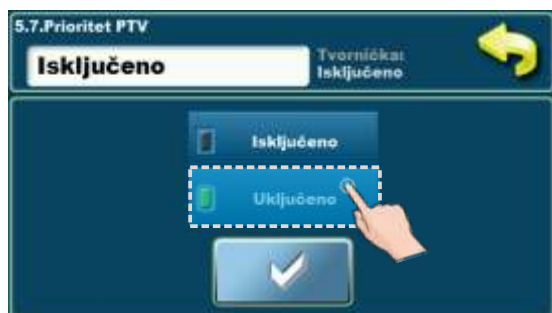 5.7.Prioritet PTV
Isključeno
Tvornička:
Isključeno
Isključeno
Uključeno